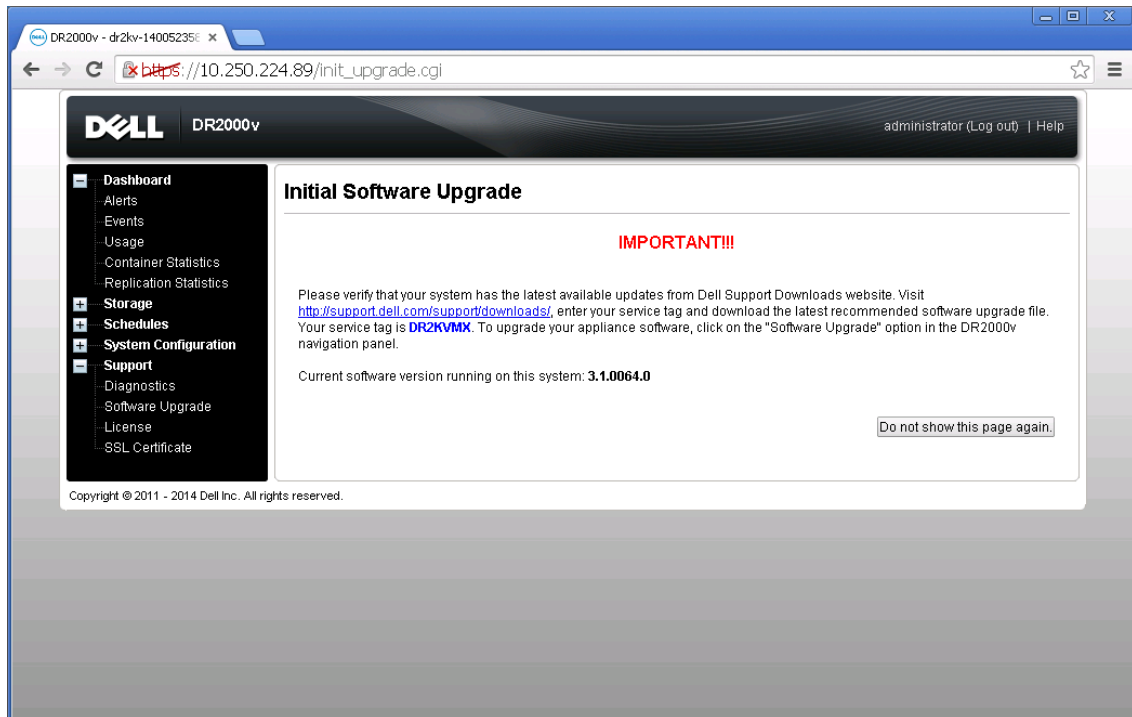 DR2000v - dr2kv-14005235
https://10.250.224.89/init_upgrade.cgi
DELL DR2000v
administrator (Log out) | Help
Dashboard
Alerts
Events
Usage
Container Statistics
Replication Statistics
Storage
Schedules
System Configuration
Support
Diagnostics
Software Upgrade
License
SSL Certificate
Initial Software Upgrade
IMPORTANT!!!
Please verify that your system has the latest available updates from Dell Support Downloads website. Visit
http://support.dell.com/support/downloads/, enter your service tag and download the latest recommended software upgrade file.
Your service tag is DR2KVMX. To upgrade your appliance software, click on the "Software Upgrade" option in the DR2000v
navigation panel.
Current software version running on this system: 3.1.0064.0
Do not show this page again.
Copyright © 2011 - 2014 Dell Inc. All rights reserved.